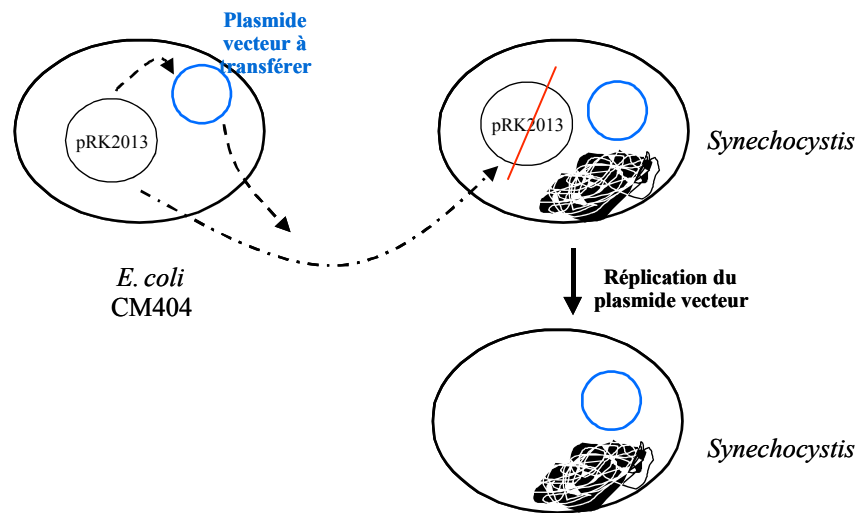 Plasmide
vecteur à
transférer
pRK2013
E. coli
CM404
pRK2013
Synechocystis
Réplication du
plasmide vecteur
Synechocystis